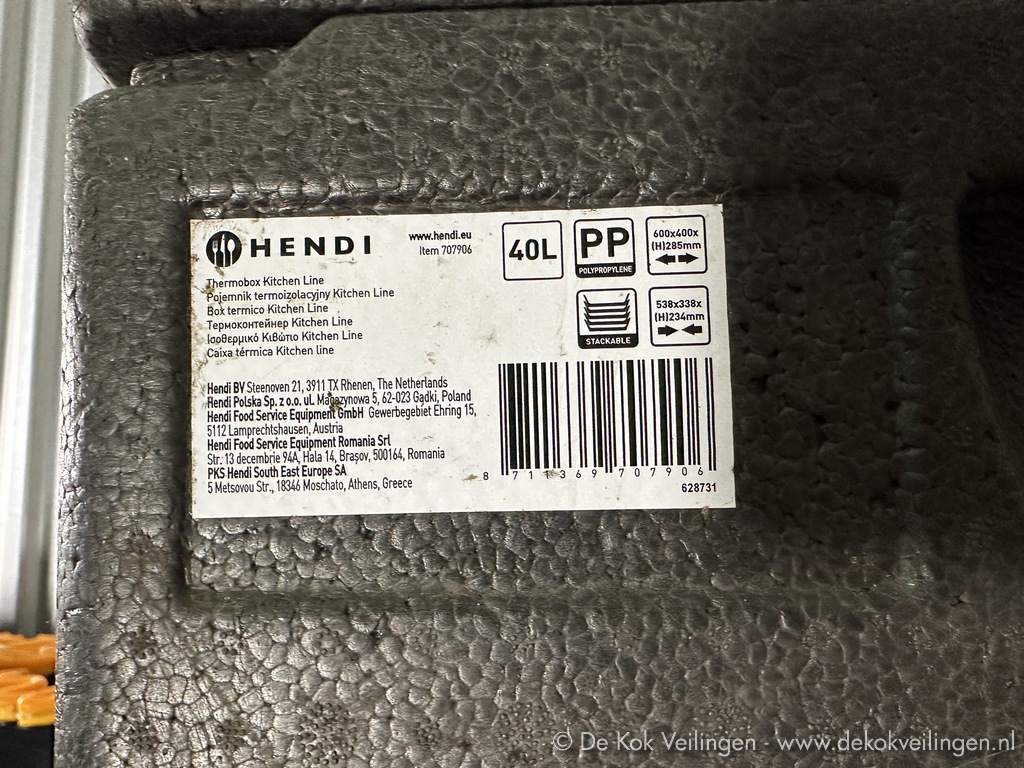 HENDI
www.hendi.eu
Item 707906
40L
PP
POLYPROPYLENE
600x400x
(H)285mm
Thermobox Kitchen Line
Pojemnik termoizolacyjny Kitchen Line
Box termico Kitchen Line
Термоконтейнер Kitchen Line
Ισοθερμικό Κιβώτιο Kitchen Line
Caixa térmica Kitchen line
STACKABLE
538x338x
(H)234mm
Hendi BV Steenoven 21, 3911 TX Rhenen, The Netherlands
Hendi Polska Sp. z o.o. ul. Magazynowa 5, 62-023 Gądki, Poland
Hendi Food Service Equipment GmbH Gewerbegebiet Ehring 15,
5112 Lamprechtshausen, Austria
Hendi Food Service Equipment Romania Srl
Str. 13 decembrie 94A, Hala 14, Brașov, 500164, Romania
PKS Hendi South East Europe SA
5 Metsovou Str., 18346 Moschato, Athens, Greece
8 711369 707906
628731
© De Kok Veilingen - www.dekokveilingen.nl